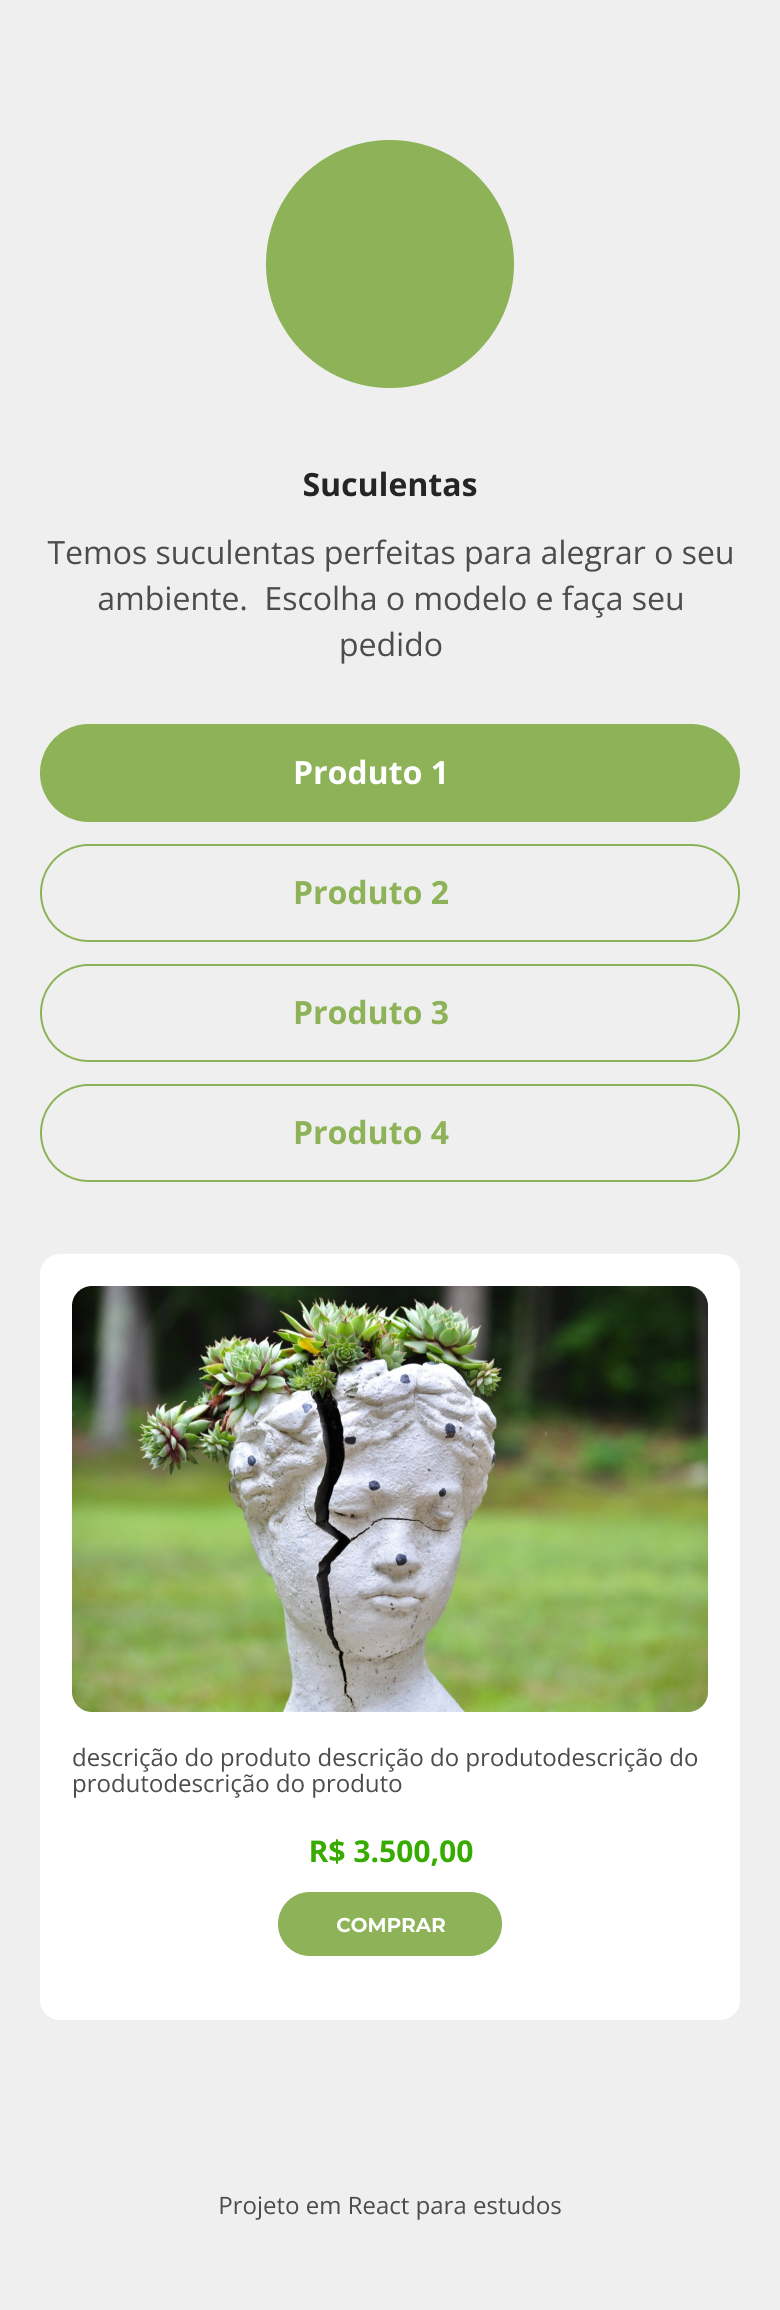 Suculentas
Temos suculentas perfeitas para alegrar o seu
ambiente.  Escolha o modelo e faça seu
pedido
Produto 1
Produto 2
Produto 3
Produto 4
descrição do produto descrição do produtodescrição do
produtodescrição do produto
R$ 3.500,00
COMPRAR
Projeto em React para estudos